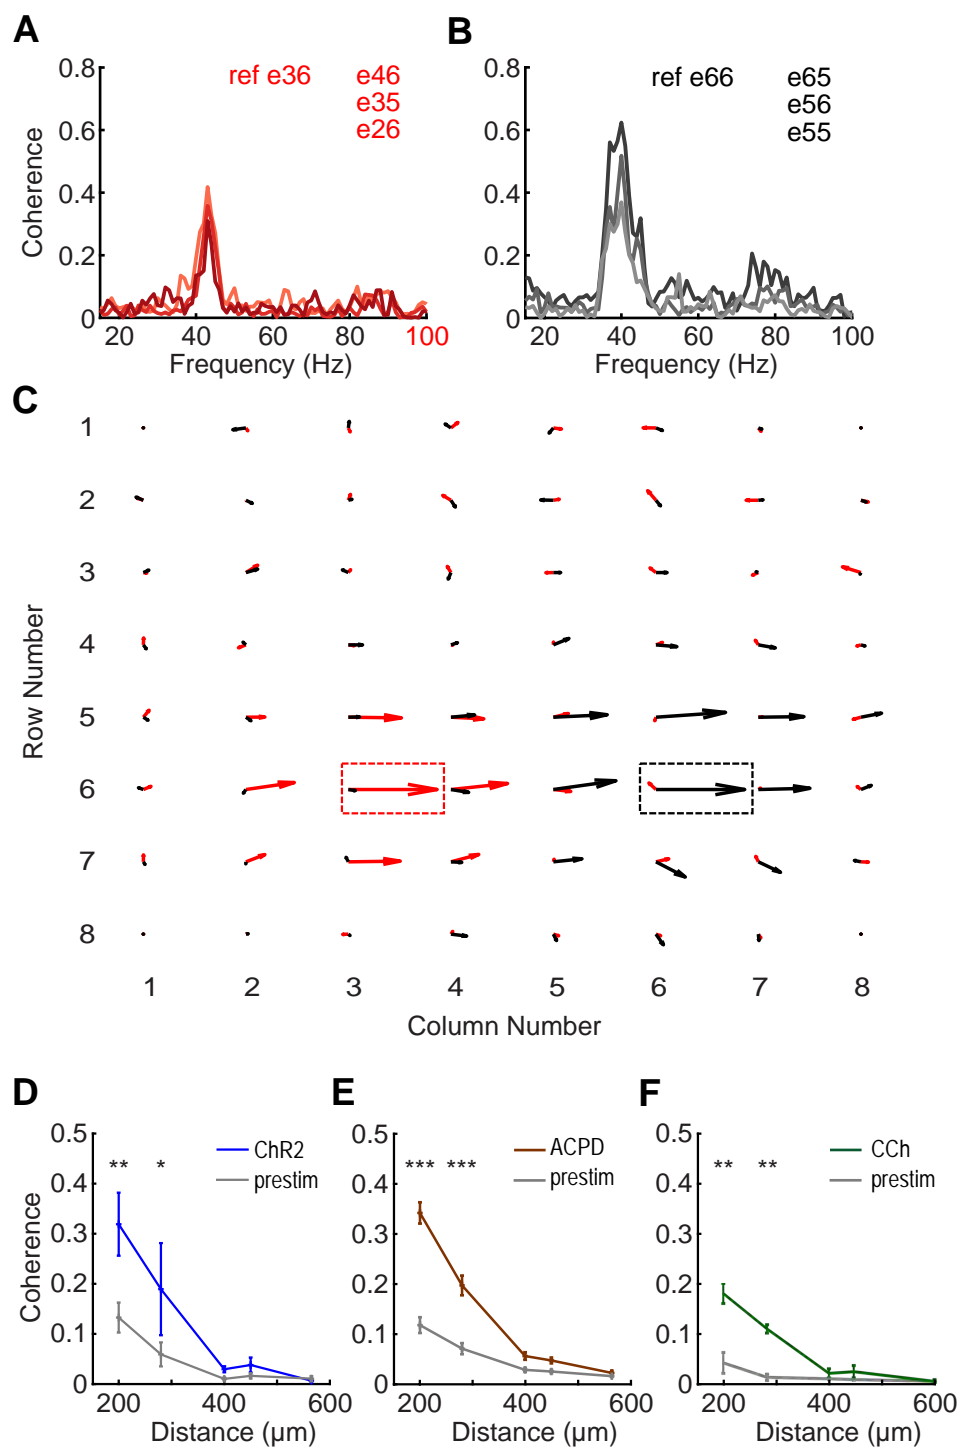 A
B
0.8
0.6
0.4
0.2
0
Coherence
ref e36
e46
e35
e26
20
40
60
80
100
Frequency (Hz)
0.8
0.6
0.4
0.2
0
ref e66
e65
e56
e55
20
40
60
80
100
Frequency (Hz)
C
Row Number
1
2
3
4
5
6
7
8
1
2
3
4
5
6
7
8
Column Number
D
E
F
Coherence
0.5
0.4
0.3
0.2
0.1
0
** *
ChR2
prestim
200
400
600
Distance (µm)
0.5
0.4
0.3
0.2
0.1
0
*** ***
ACPD
prestim
200
400
600
Distance (µm)
0.5
0.4
0.3
0.2
0.1
0
** **
CCh
prestim
200
400
600
Distance (µm)